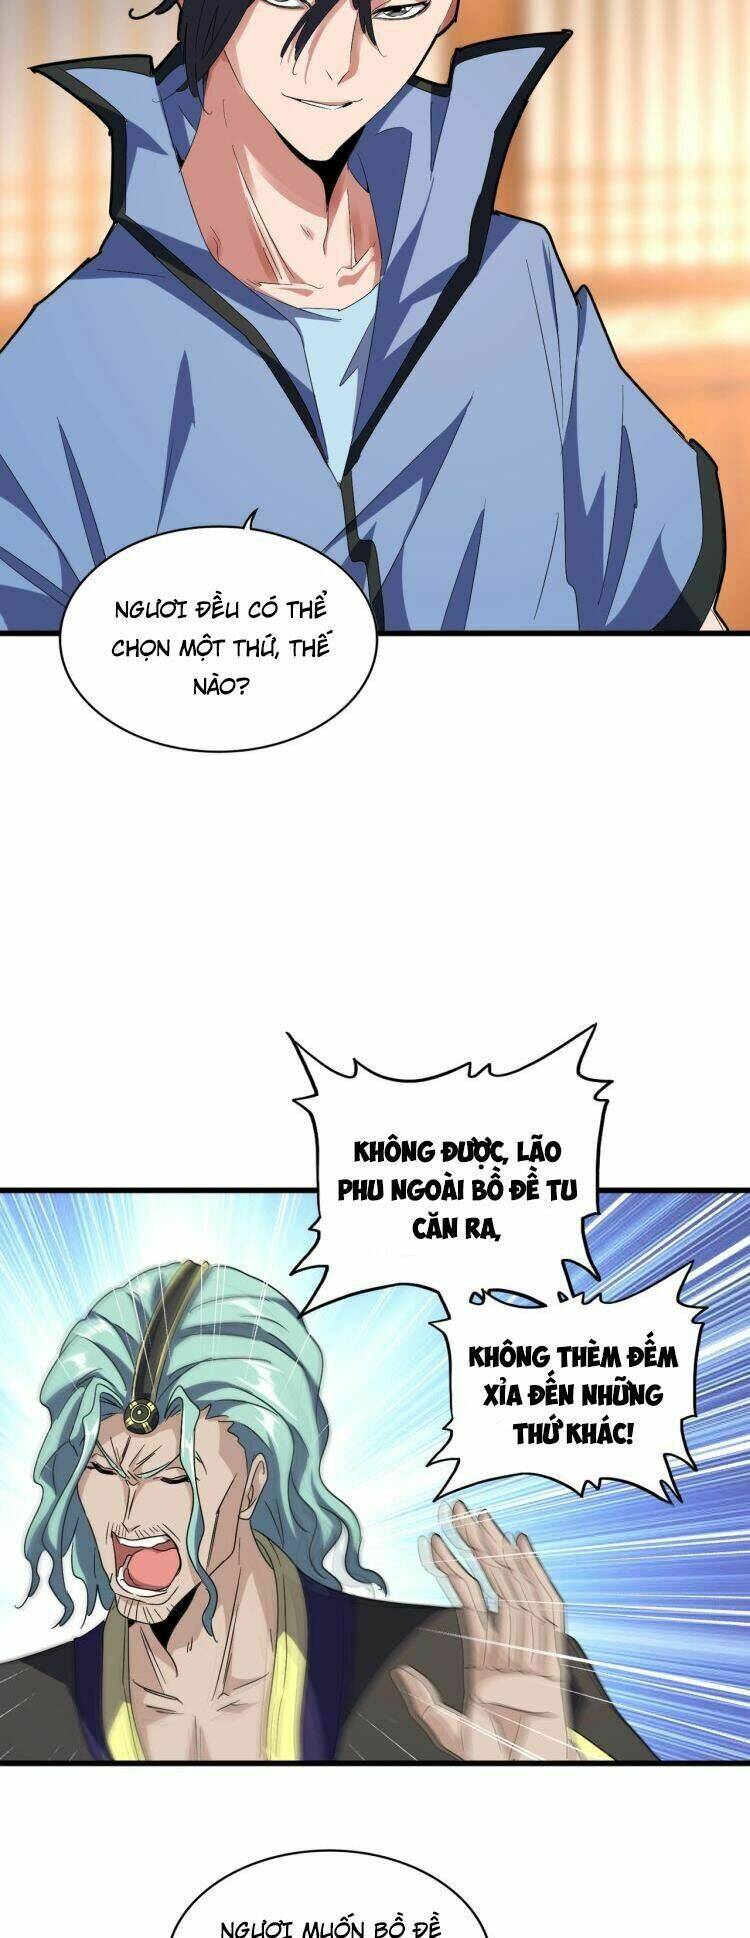 NGƯƠI ĐỀU CÓ THỂ
CHỌN MỘT THỨ, THẾ
NÀO?
KHÔNG ĐƯỢC, LÃO
PHU NGOÀI BỒ ĐỀ TU
CĂN RA,
KHÔNG THÈM ĐẾM
XỈA ĐẾN NHỮNG
THỨ KHÁC!
NGƯƠI MUỐN BỒ ĐỀ